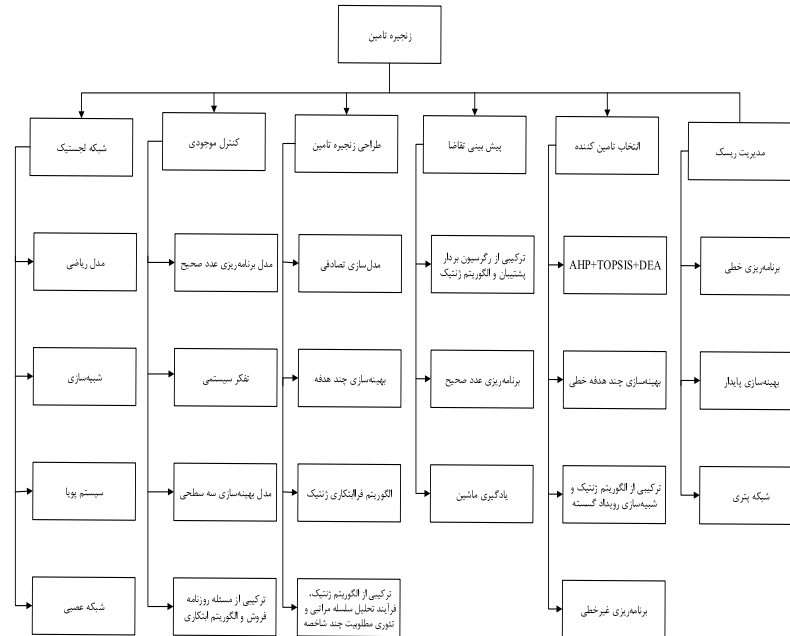 زنجیره تامین
مدیریت ریسک
انتخاب تامین کننده
پیش بینی تقاضا
طراحی زنجیره تامین
کنترل موجودی
شبکه لجستیک
برنامه‌ریزی خطی
AHP+TOPSIS+DEA
ترکیبی از رگرسیون بردار
پشتیبان و الگوریتم ژنتیک
مدل‌سازی تصادفی
مدل برنامه‌ریزی عدد صحیح
مدل ریاضی
بهینه‌سازی پایدار
بهینه‌سازی چند هدفه خطی
برنامه‌ریزی عدد صحیح
بهینه‌سازی چند هدفه
تفکر سیستمی
شبیه‌سازی
شبکه پتری
ترکیبی از الگوریتم ژنتیک و
شبیه‌سازی رویداد گسسته
یادگیری ماشین
الگوریتم فراابتکاری ژنتیک
مدل بهینه‌سازی سه سطحی
سیستم پویا
برنامه‌ریزی غیرخطی
ترکیبی از الگوریتم ژنتیک،
فرآیند تحلیل سلسله مراتبی و
تئوری مطلوبیت چند شاخصه
ترکیبی از مسئله روزنامه
فروش و الگوریتم ابتکاری
شبکه عصبی